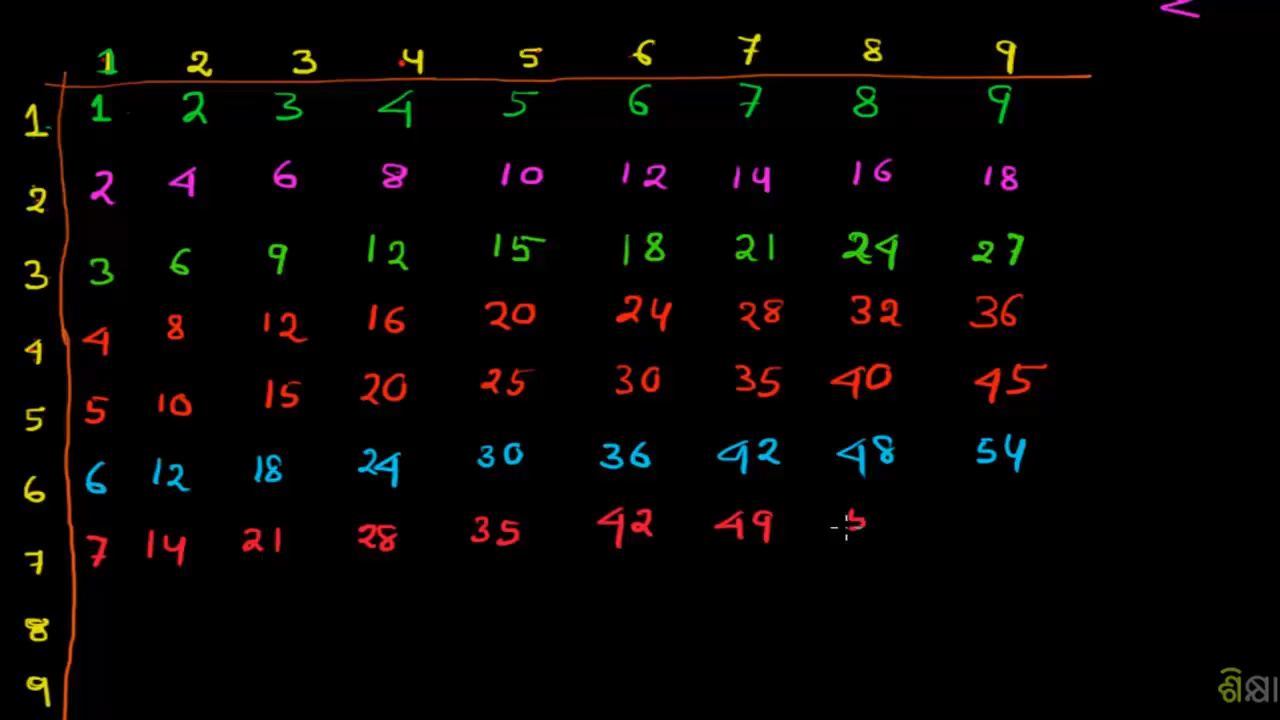 1 2 3 4 5 6 7 8 9
1 1 2 3 4 5 6 7 8 9
2 2 4 6 8 10 12 14 16 18
3 3 6 9 12 15 18 21 24 27
4 4 8 12 16 20 24 28 32 36
5 5 10 15 20 25 30 35 40 45
6 6 12 18 24 30 36 42 48 54
7 7 14 21 28 35 42 49 5
8
9
ଶିକ୍ଷା